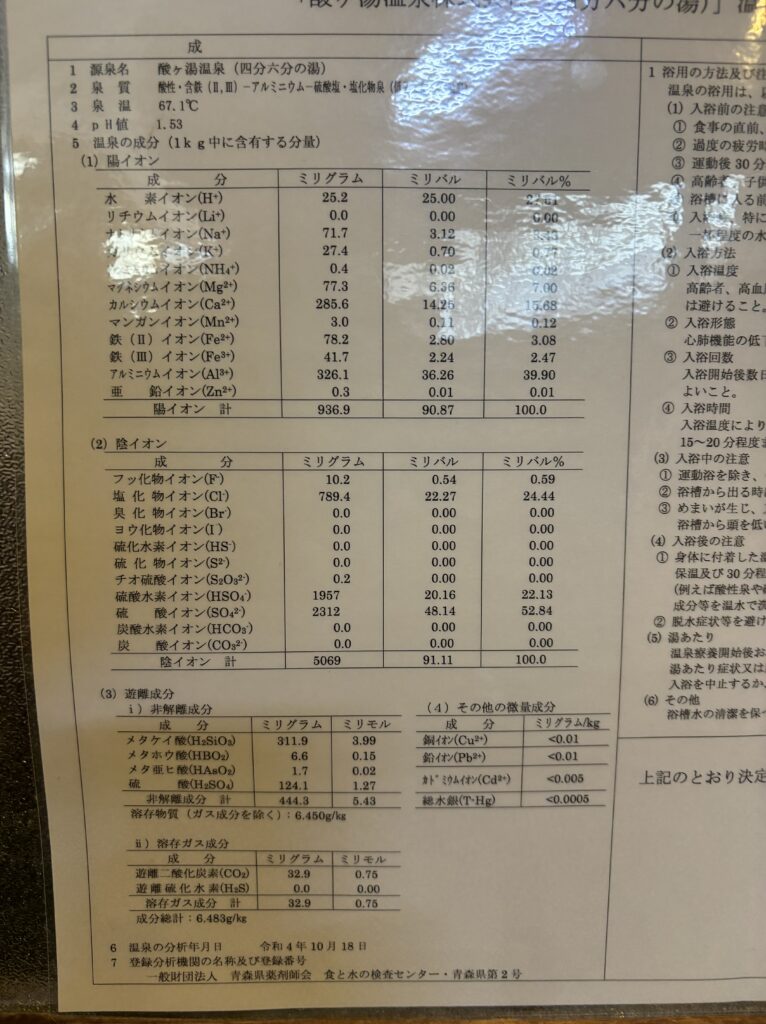 酸ヶ湯温泉株式会社
分六分の湯)」温
成
1 源泉名 酸ヶ湯温泉（四分六分の湯）
2 泉 質 酸性・含鉄（Ⅱ,Ⅲ）－アルミニウム－硫酸塩・塩化物泉
3 泉 温 67.1℃
4 pH値 1.53
5 温泉の成分（1kg中に含有する分量）
(1) 陽イオン
成 分 ミリグラム ミリバル ミリバル%
水 素イオン(H+) 25.2 25.00
リチウムイオン(Li+) 0.0 0.00 0.00
イオン(Na+) 71.7 3.12
イオン(K+) 27.4 0.70
イオン(NH4+) 0.4 0.02 0.02
マグネシウムイオン(Mg2+) 77.3 6.36 7.00
カルシウムイオン(Ca2+) 285.6 14.25 15.68
マンガンイオン(Mn2+) 3.0 0.11 0.12
鉄（Ⅱ）イオン(Fe2+) 78.2 2.80 3.08
鉄（Ⅲ）イオン(Fe3+) 41.7 2.24 2.47
アルミニウムイオン(Al3+) 326.1 36.26 39.90
亜 鉛イオン(Zn2+) 0.3 0.01 0.01
陽イオン 計 936.9 90.87 100.0
(2) 陰イオン
成 分 ミリグラム ミリバル ミリバル%
フッ化物イオン(F-) 10.2 0.54 0.59
塩 化 物イオン(Cl-) 789.4 22.27 24.44
臭 化 物イオン(Br-) 0.0 0.00 0.00
ヨウ化物イオン(I-) 0.0 0.00 0.00
硫化水素イオン(HS-) 0.0 0.00 0.00
硫 化 物イオン(S2-) 0.0 0.00 0.00
チオ硫酸イオン(S2O32-) 0.2 0.00 0.00
硫酸水素イオン(HSO4-) 1957 20.16 22.13
硫 酸イオン(SO42-) 2312 48.14 52.84
炭酸水素イオン(HCO3-) 0.0 0.00 0.00
炭 酸イオン(CO32-) 0.0 0.00 0.00
陰イオン 計 5069 91.11 100.0
(3) 遊離成分
ⅰ）非解離成分
成 分 ミリグラム ミリモル
メタケイ酸(H2SiO3) 311.9 3.99
メタホウ酸(HBO2) 6.6 0.15
メタ亜ヒ酸(HAsO2) 1.7 0.02
硫 酸(H2SO4) 124.1 1.27
非解離成分 計 444.3 5.43
溶存物質（ガス成分を除く）：6.450g/kg
(4) その他の微量成分
成 分 ミリグラム/kg
銅イオン(Cu2+) <0.01
鉛イオン(Pb2+) <0.01
カドミウムイオン(Cd2+) <0.005
総水銀(T-Hg) <0.0005
ⅱ）溶存ガス成分
成 分 ミリグラム ミリモル
遊離二酸化炭素(CO2) 32.9 0.75
遊離硫化水素(H2S) 0.0 0.00
溶存ガス成分 計 32.9 0.75
成分総計：6.483g/kg
6 温泉の分析年月日 令和4年10月18日
7 登録分析機関の名称及び登録番号
一般財団法人 青森県薬剤師会 食と水の検査センター・青森県第2号
1 浴用の方法及び注
温泉の浴用は、
(1) 入浴前の注意
① 食事の直前、
② 過度の疲労時
③ 運動後30分
④ 高齢者、子供
浴槽に入る前
入浴 、特に
一杯程度の水
(2) 入浴方法
① 入浴温度
高齢者、高血
は避けること。
② 入浴形態
心肺機能の低
③ 入浴回数
入浴開始後数日
よいこと。
④ 入浴時間
入浴温度により
15～20分程度ま
(3) 入浴中の注意
① 運動浴を除き、
② 浴槽から出る時
③ めまいが生じ、
浴槽から頭を低い
(4) 入浴後の注意
① 身体に付着した温
保温及び30分程
(例えば酸性泉や
成分等を温水で
② 脱水症状等を避け
(5) 湯あたり
温泉療養開始後お
湯あたり症状又は
入浴を中止するか
(6) その他
浴槽水の清潔を保つ
上記のとおり決定